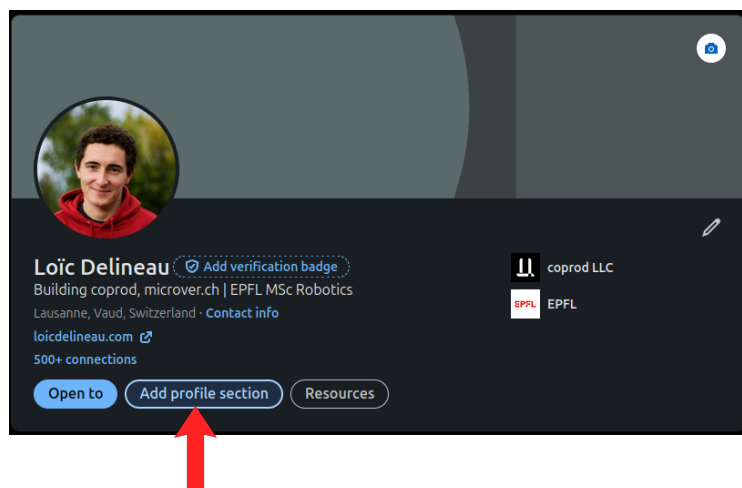 Loïc Delineau Add verification badge
Building coprod, microver.ch | EPFL MSc Robotics
Lausanne, Vaud, Switzerland · Contact info
loicdelineau.com
500+ connections
Open to Add profile section Resources
coprod LLC
EPFL EPFL